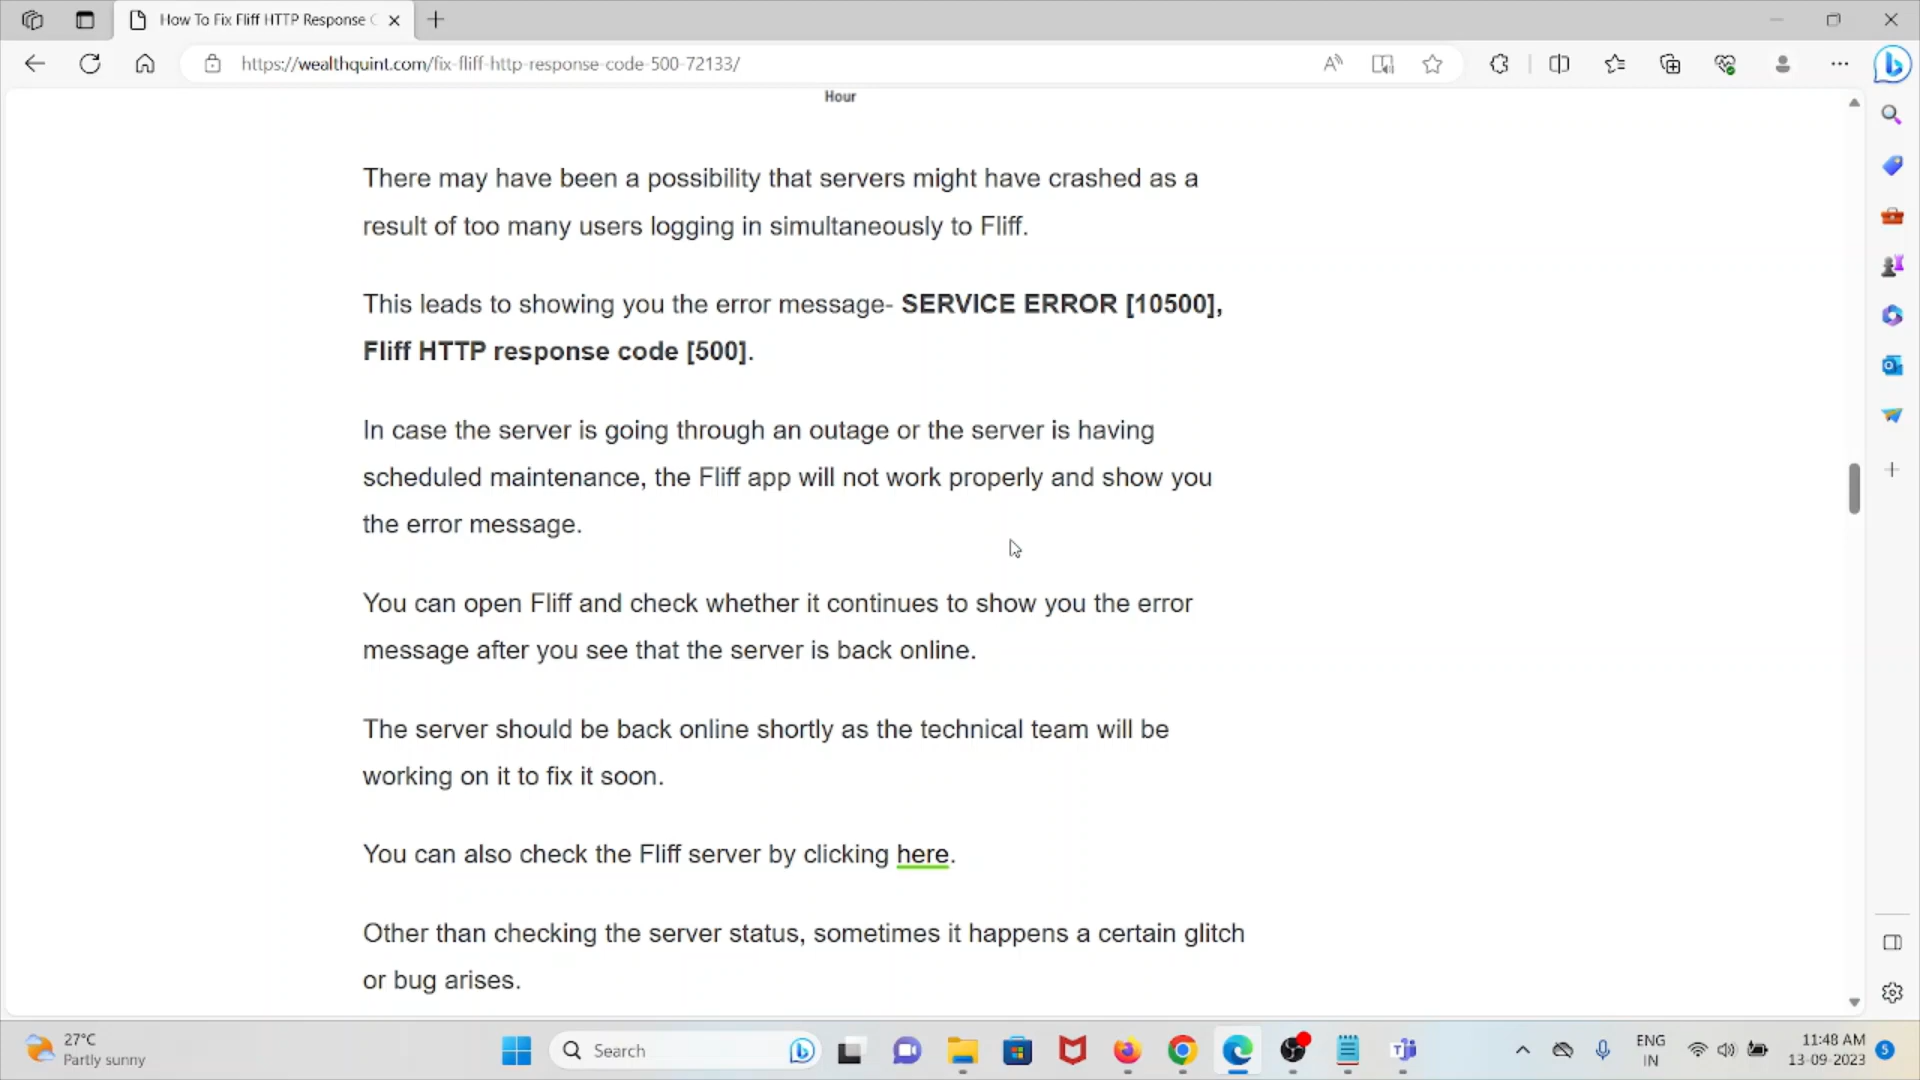 How To Fix Fliff HTTP Response C
https://wealthquint.com/fix-fliff-http-response-code-500-72133/
Hour
There may have been a possibility that servers might have crashed as a
result of too many users logging in simultaneously to Fliff.
This leads to showing you the error message- SERVICE ERROR [10500],
Fliff HTTP response code [500].
In case the server is going through an outage or the server is having
scheduled maintenance, the Fliff app will not work properly and show you
the error message.
You can open Fliff and check whether it continues to show you the error
message after you see that the server is back online.
The server should be back online shortly as the technical team will be
working on it to fix it soon.
You can also check the Fliff server by clicking here.
Other than checking the server status, sometimes it happens a certain glitch
or bug arises.
27°C
Partly sunny
Search
ENG
IN
11:48 AM
13-09-2023
5